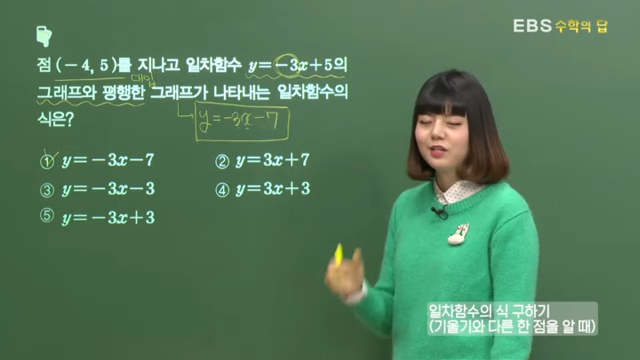 EBS 수학의 답
점 (−4, 5)를 지나고 일차함수 y=−3x+5의
대입
그래프와 평행한 그래프가 나타내는 일차함수의
y=−3x−7
식은?
① y=−3x−7 ② y=3x+7
③ y=−3x−3 ④ y=3x+3
⑤ y=−3x+3
일차함수의 식 구하기
(기울기와 다른 한 점을 알 때)